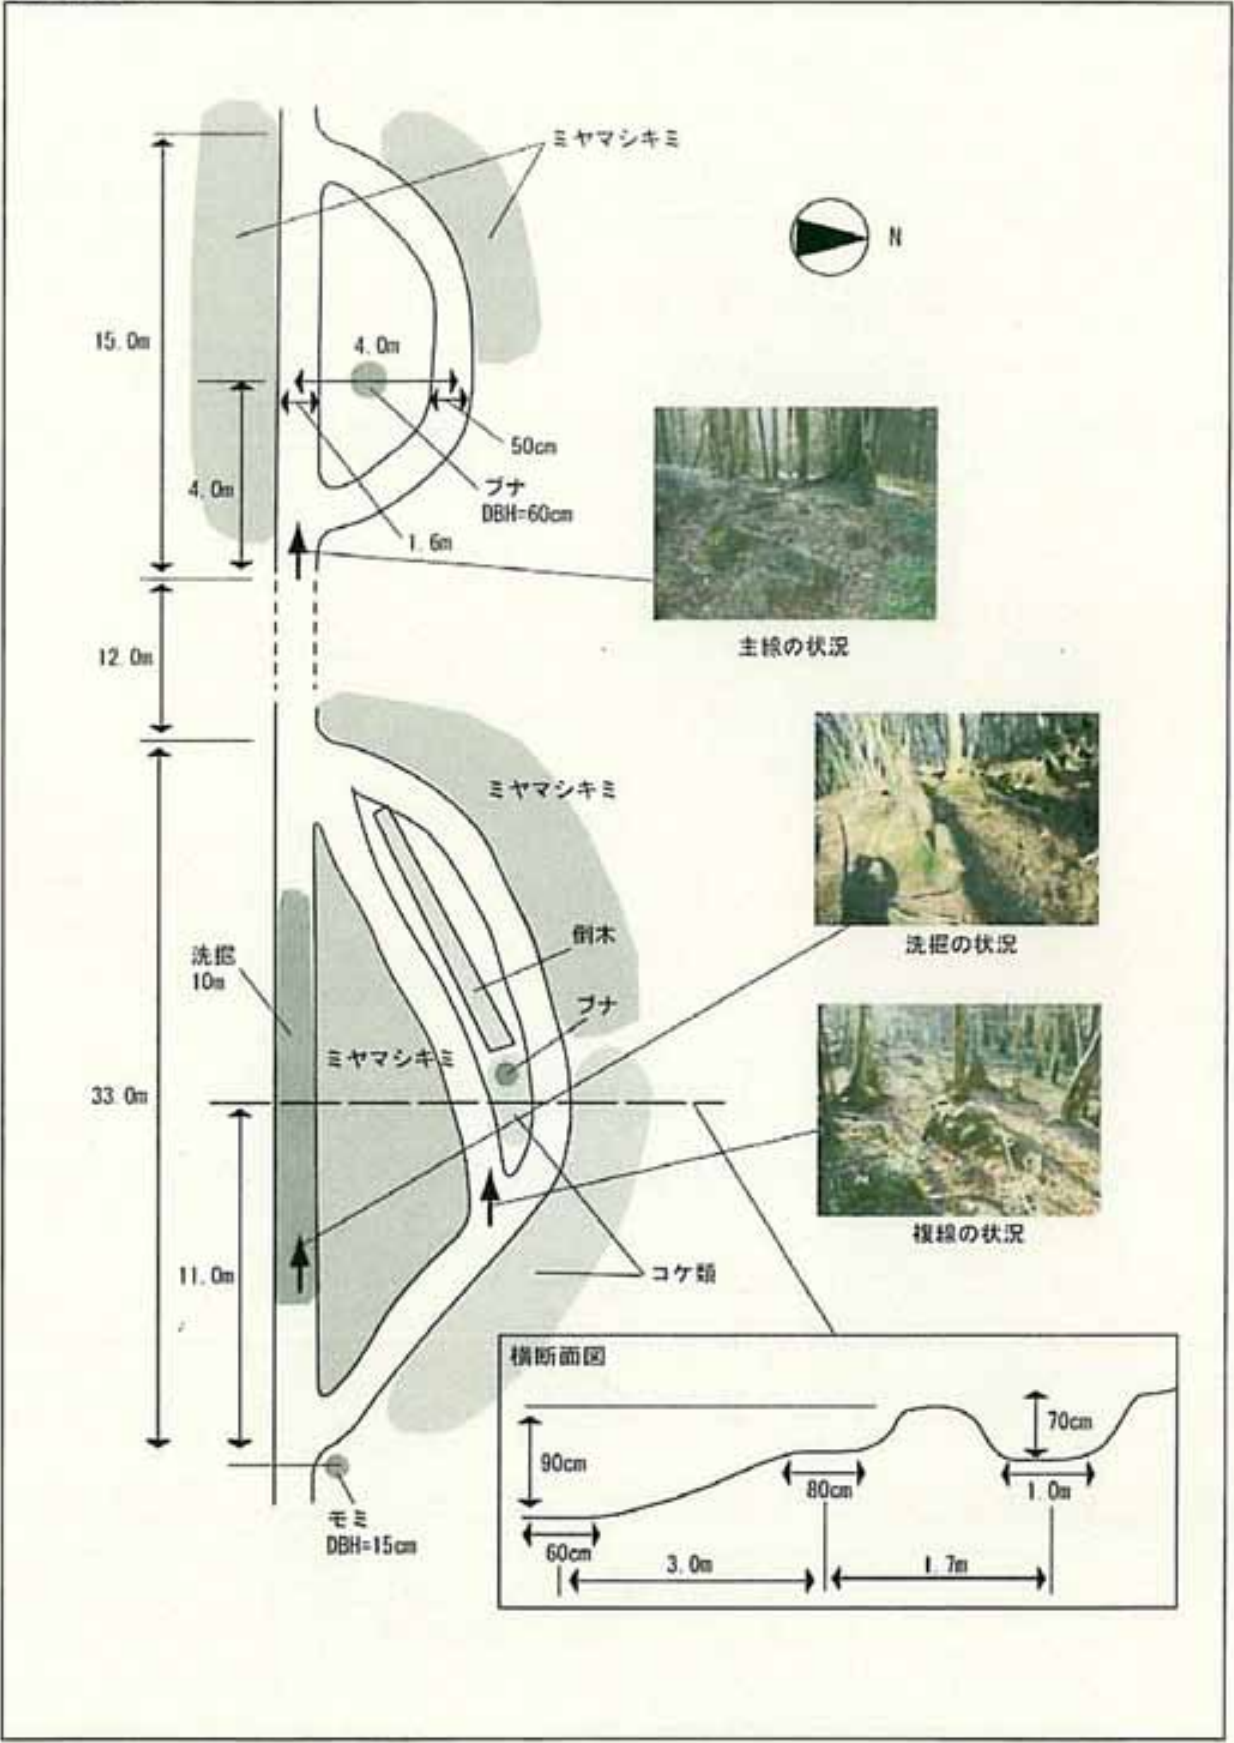 ミヤマシキミ
N
15.0m
4.0m
50cm
4.0m
ブナ
DBH=60cm
1.6m
主線の状況
12.0m
ミヤマシキミ
倒木
洗掘の状況
洗掘
10m
ブナ
ミヤマシキミ
33.0m
複線の状況
11.0m
コケ類
横断面図
70cm
90cm
80cm
1.0m
モミ
DBH=15cm
60cm
3.0m
1.7m